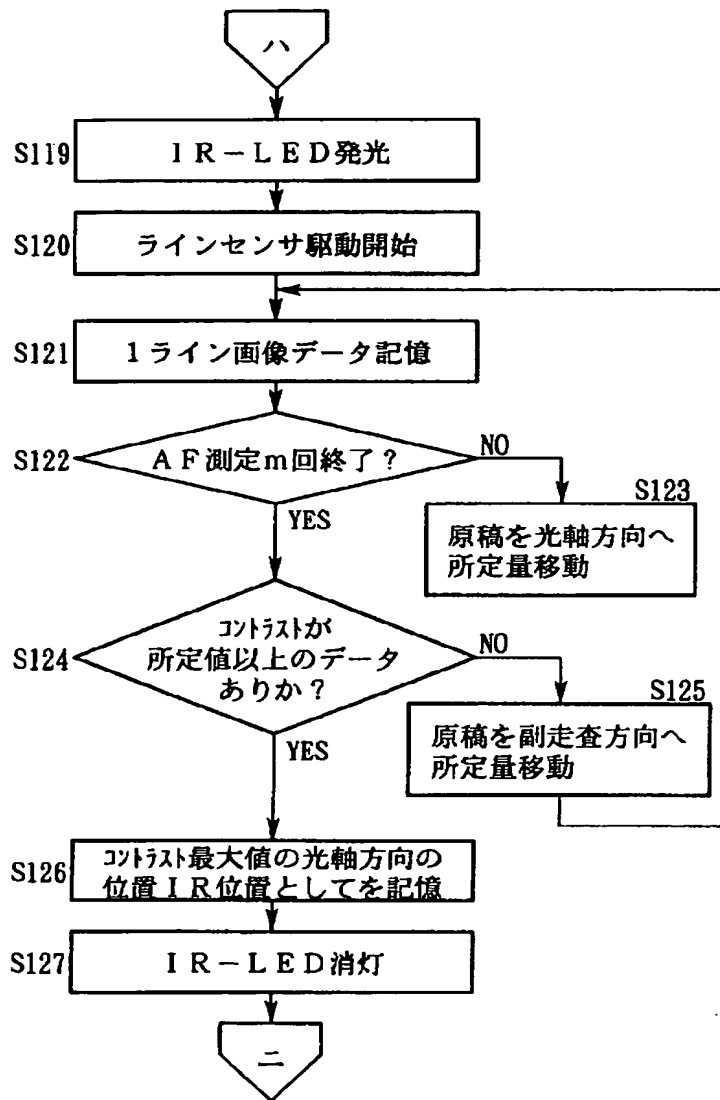 ハ
S119
IR－LED発光
S120
ラインセンサ駆動開始
S121
1ライン画像データ記憶
S122
AF測定m回終了？
NO
YES
S123
原稿を光軸方向へ
所定量移動
S124
ｺﾝﾄﾗｽﾄが
所定値以上のデータ
ありか？
NO
YES
S125
原稿を副走査方向へ
所定量移動
S126
ｺﾝﾄﾗｽﾄ最大値の光軸方向の
位置IR位置としてを記憶
S127
IR－LED消灯
ニ